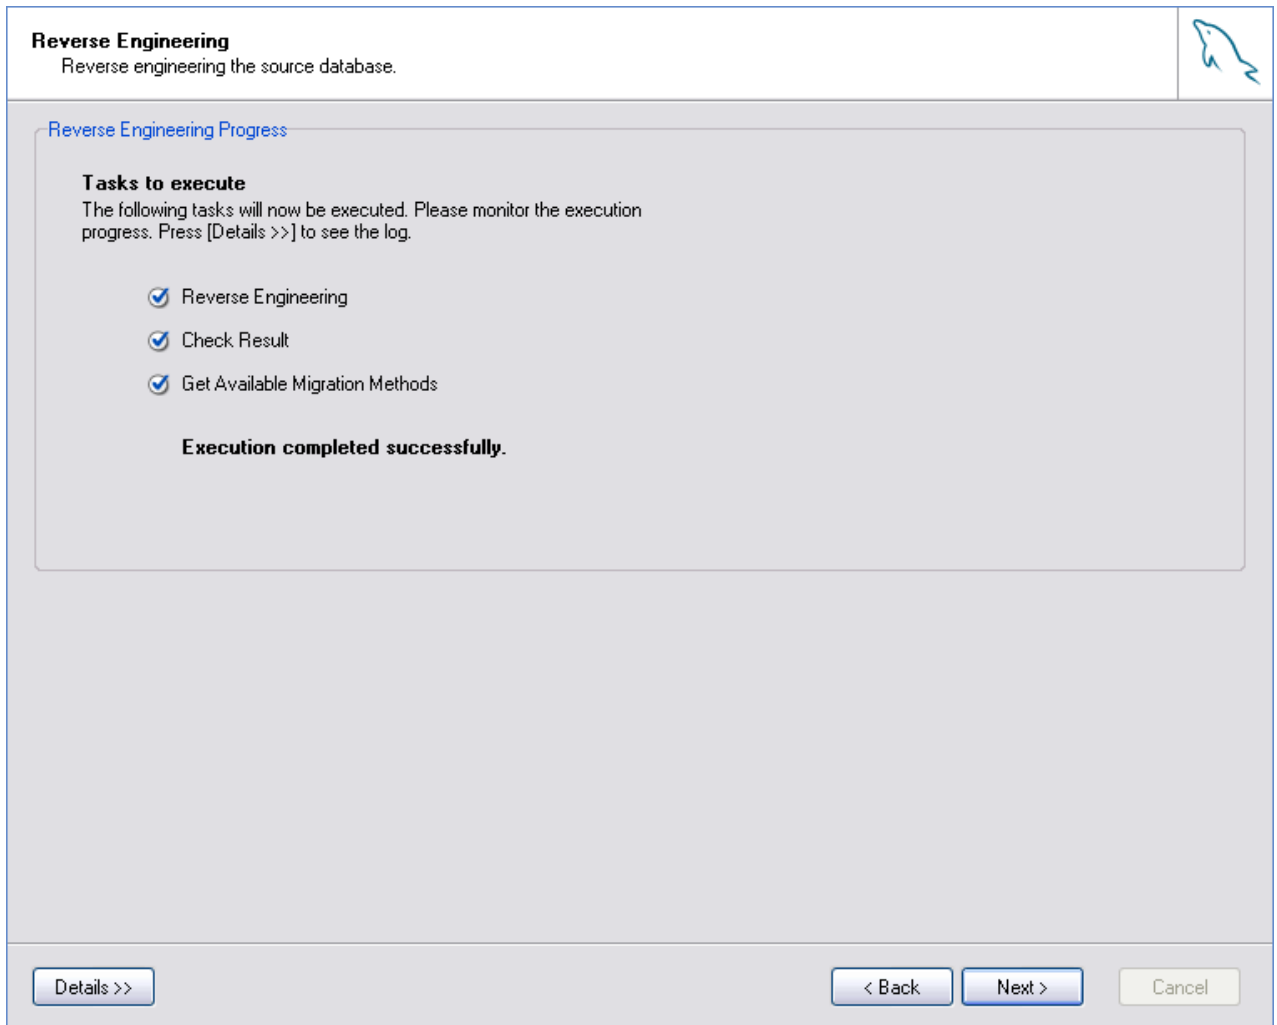 Reverse Engineering
Reverse engineering the source database.
Reverse Engineering Progress
Tasks to execute
The following tasks will now be executed. Please monitor the execution
progress. Press [Details >>] to see the log.
Reverse Engineering
Check Result
Get Available Migration Methods
Execution completed successfully.
Details >>
< Back
Next >
Cancel